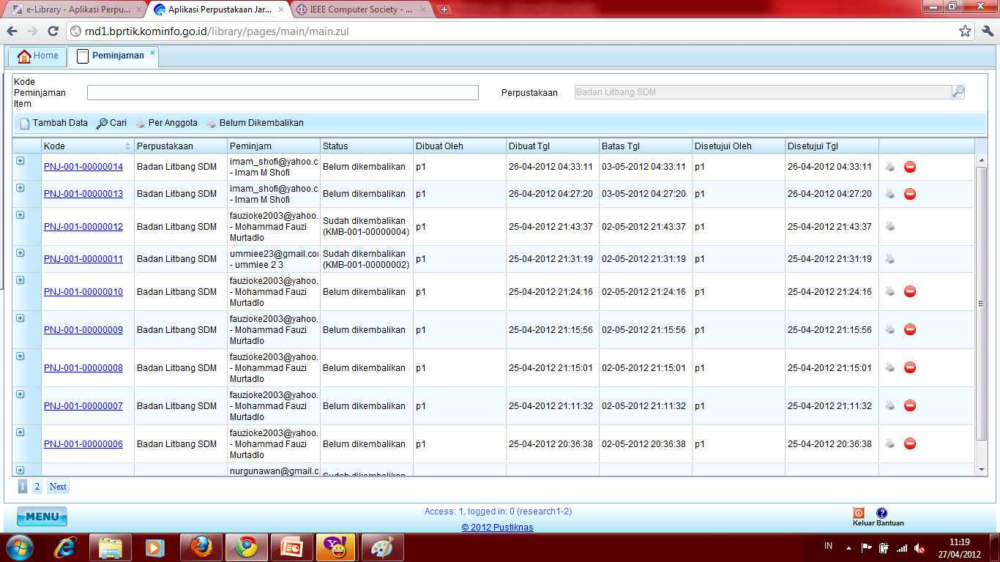 e-Library - Aplikasi Perpu...
Aplikasi Perpustakaan Jar...
IEEE Computer Society - ...
rnd1.bprtik.kominfo.go.id/library/pages/main/main.zul
Home
Peminjaman
Kode
Peminjaman
Item
Perpustakaan
Badan Litbang SDM
Tambah Data Cari Per Anggota Belum Dikembalikan
Kode Perpustakaan Peminjam Status Dibuat Oleh Dibuat Tgl Batas Tgl Disetujui Oleh Disetujui Tgl
PNJ-001-00000014 Badan Litbang SDM
imam_shofi@yahoo.c
- Imam M Shofi
Belum dikembalikan p1 26-04-2012 04:33:11 03-05-2012 04:33:11 p1 26-04-2012 04:33:11
PNJ-001-00000013 Badan Litbang SDM
imam_shofi@yahoo.c
- Imam M Shofi
Belum dikembalikan p1 26-04-2012 04:27:20 03-05-2012 04:27:20 p1 26-04-2012 04:27:20
PNJ-001-00000012 Badan Litbang SDM
fauzioke2003@yahoo.
- Mohammad Fauzi
Murtadlo
Sudah dikembalikan
(KMB-001-00000004)
p1 25-04-2012 21:43:37 02-05-2012 21:43:37 p1 25-04-2012 21:43:37
PNJ-001-00000011 Badan Litbang SDM
ummiee23@gmail.co
- ummiee 2 3
Sudah dikembalikan
(KMB-001-00000002)
p1 25-04-2012 21:31:19 02-05-2012 21:31:19 p1 25-04-2012 21:31:19
PNJ-001-00000010 Badan Litbang SDM
fauzioke2003@yahoo.
- Mohammad Fauzi
Murtadlo
Belum dikembalikan p1 25-04-2012 21:24:16 02-05-2012 21:24:16 p1 25-04-2012 21:24:16
PNJ-001-00000009 Badan Litbang SDM
fauzioke2003@yahoo.
- Mohammad Fauzi
Murtadlo
Belum dikembalikan p1 25-04-2012 21:15:56 02-05-2012 21:15:56 p1 25-04-2012 21:15:56
PNJ-001-00000008 Badan Litbang SDM
fauzioke2003@yahoo.
- Mohammad Fauzi
Murtadlo
Belum dikembalikan p1 25-04-2012 21:15:01 02-05-2012 21:15:01 p1 25-04-2012 21:15:01
PNJ-001-00000007 Badan Litbang SDM
fauzioke2003@yahoo.
- Mohammad Fauzi
Murtadlo
Belum dikembalikan p1 25-04-2012 21:11:32 02-05-2012 21:11:32 p1 25-04-2012 21:11:32
PNJ-001-00000006 Badan Litbang SDM
fauzioke2003@yahoo.
- Mohammad Fauzi
Murtadlo
Belum dikembalikan p1 25-04-2012 20:36:38 02-05-2012 20:36:38 p1 25-04-2012 20:36:38
nurgunawan@gmail.c
Sudah dikembalikan
1 2 Next
MENU
Access: 1, logged in: 0 (research1-2)
© 2012 Pustiknas
Keluar Bantuan
IN
11:19
27/04/2012